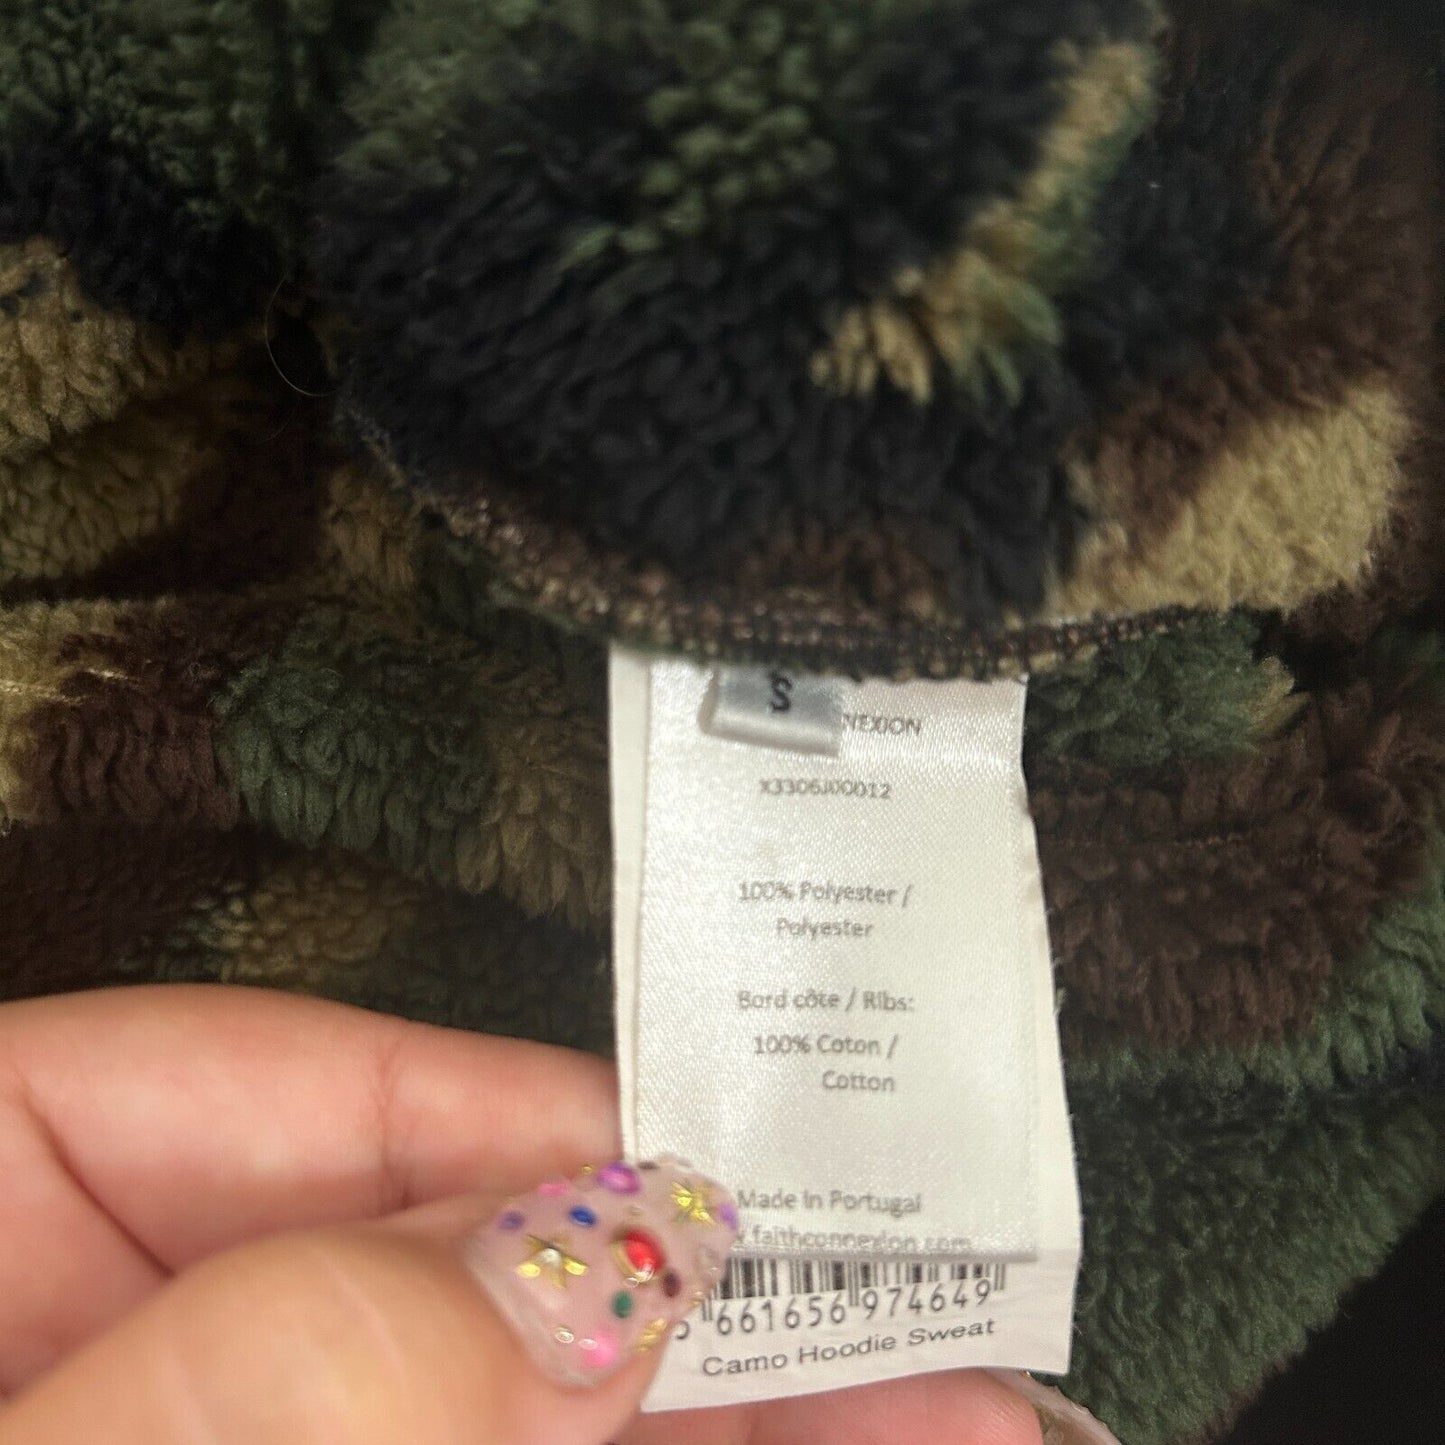 S
NEXION
X3306J00012
100% Polyester /
Polyester
Bord côte / Ribs:
100% Coton /
Cotton
Made in Portugal
faithconnexion.com
661656 974649
Camo Hoodie Sweat